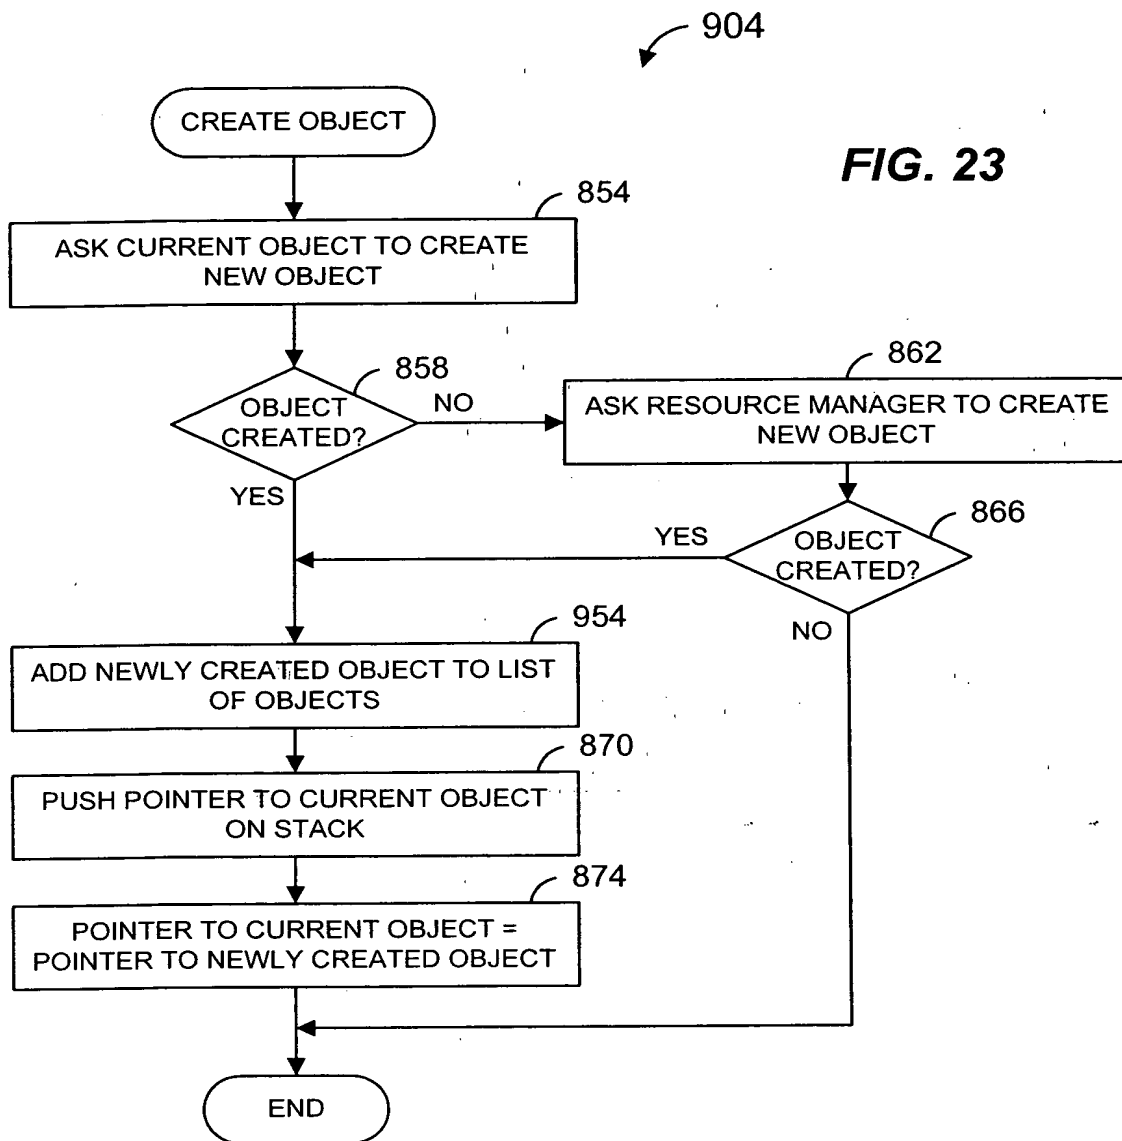 904
CREATE OBJECT
FIG. 23
854
ASK CURRENT OBJECT TO CREATE
NEW OBJECT
858
OBJECT
CREATED?
NO
862
ASK RESOURCE MANAGER TO CREATE
NEW OBJECT
YES
866
OBJECT
CREATED?
YES
NO
954
ADD NEWLY CREATED OBJECT TO LIST
OF OBJECTS
870
PUSH POINTER TO CURRENT OBJECT
ON STACK
874
POINTER TO CURRENT OBJECT =
POINTER TO NEWLY CREATED OBJECT
END